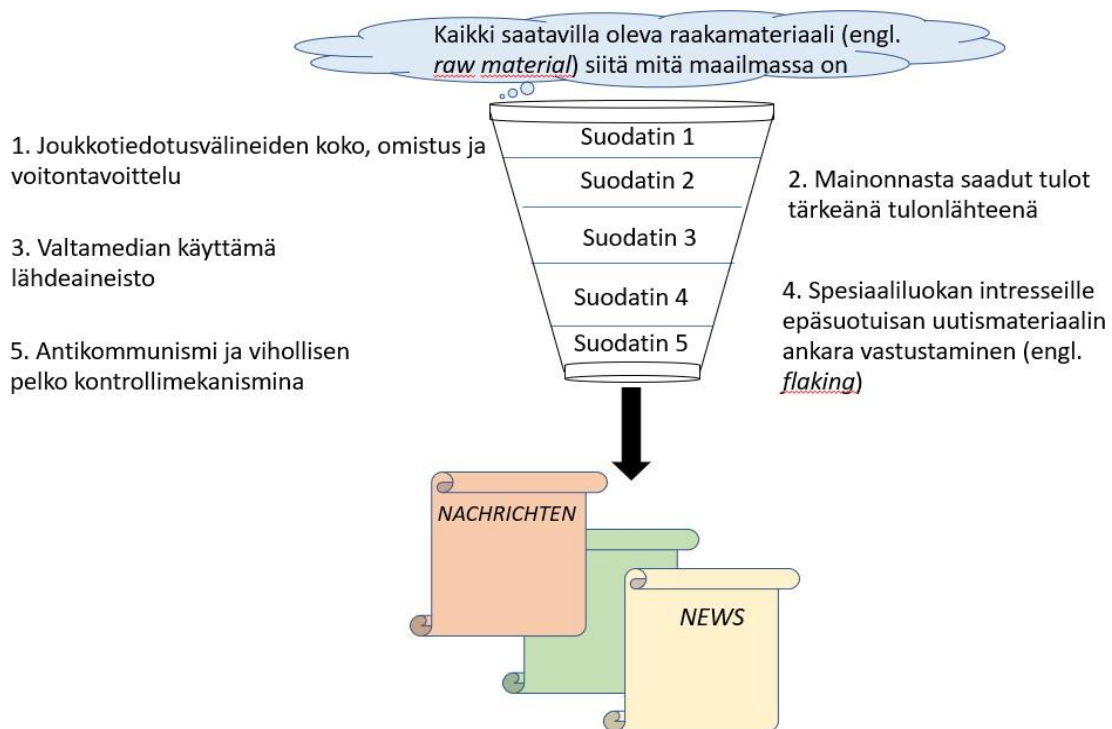 Kaikki saatavilla oleva raakamateriaali (engl.
raw material) siitä mitä maailmassa on
Suodatin 1
Suodatin 2
Suodatin 3
Suodatin 4
Suodatin 5
1. Joukkotiedotusvälineiden koko, omistus ja
voitontavoittelu
2. Mainonnasta saadut tulot
tärkeänä tulonlähteenä
3. Valtamedian käyttämä
lähdeaineisto
4. Spesiaaliluokan intresseille
epäsuotuisan uutismateriaalin
ankara vastustaminen (engl.
flaking)
5. Antikommunismi ja vihollisen
pelko kontrollimekanismina
NACHRICHTEN
NEWS